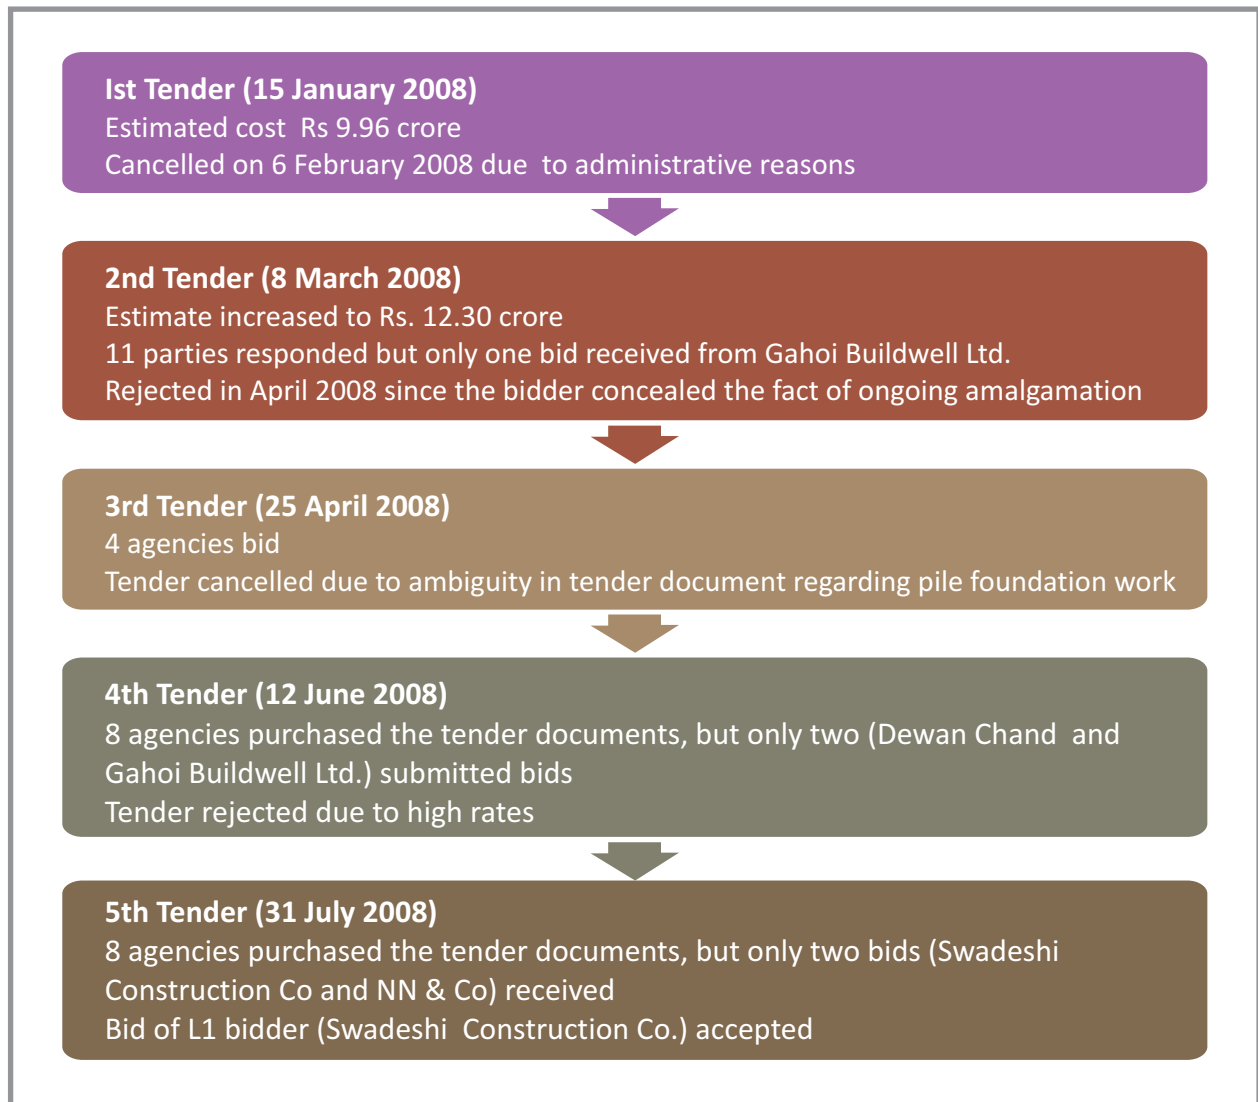 Ist Tender (15 January 2008)
Estimated cost Rs 9.96 crore
Cancelled on 6 February 2008 due to administrative reasons
2nd Tender (8 March 2008)
Estimate increased to Rs. 12.30 crore
11 parties responded but only one bid received from Gahoi Buildwell Ltd.
Rejected in April 2008 since the bidder concealed the fact of ongoing amalgamation
3rd Tender (25 April 2008)
4 agencies bid
Tender cancelled due to ambiguity in tender document regarding pile foundation work
4th Tender (12 June 2008)
8 agencies purchased the tender documents, but only two (Dewan Chand and
Gahoi Buildwell Ltd.) submitted bids
Tender rejected due to high rates
5th Tender (31 July 2008)
8 agencies purchased the tender documents, but only two bids (Swadeshi
Construction Co and NN & Co) received
Bid of L1 bidder (Swadeshi Construction Co.) accepted